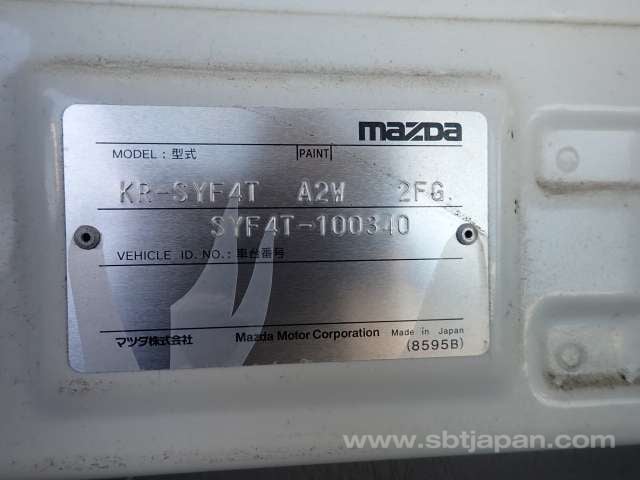 mazda
MODEL : 型式 PAINT
KR-SYF4T A2W 2FG.
SYF4T-100340
VEHICLE ID. NO. : 車台番号
マツダ株式会社 Mazda Motor Corporation Made in Japan
(8595B)
www.sbtjapan.com